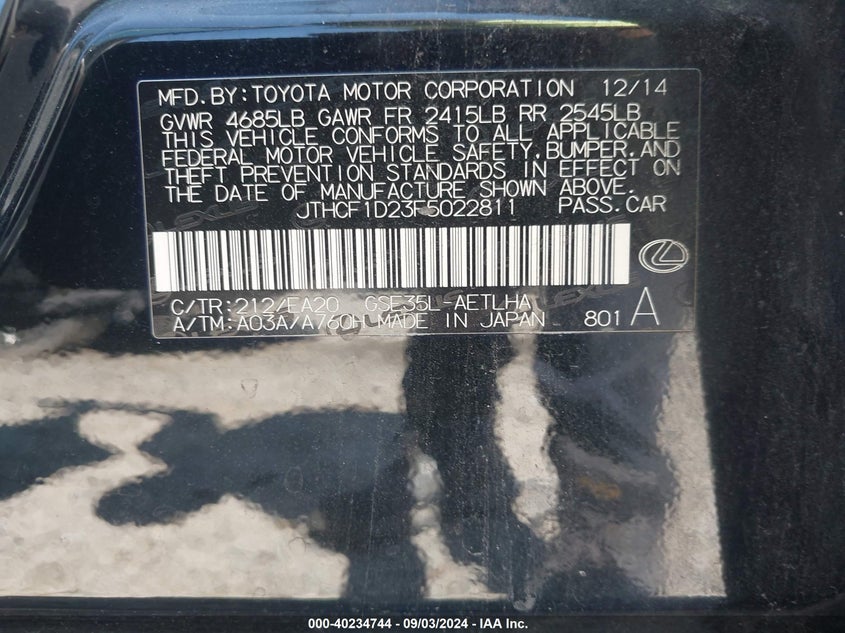 MFD.BY:TOYOTA MOTOR CORPORATION 12/14
GVWR 4685LB GAWR FR 2415LB RR 2545LB
THIS VEHICLE CONFORMS TO ALL APPLICABLE
FEDERAL MOTOR VEHICLE SAFETY,BUMPER,AND
THEFT PREVENTION STANDARDS IN EFFECT ON
THE DATE OF MANUFACTURE SHOWN ABOVE.
JTHCF1D23F5022811 PASS.CAR
C/TR:212/EA20 GSE35L-AETLHA
A/TM:A03A/A760H MADE IN JAPAN 801 A
000-40234744 — 09/03/2024 — IAA Inc.